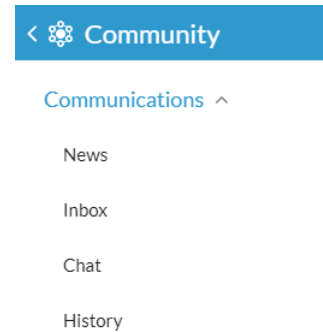 Community
Communications
News
Inbox
Chat
History